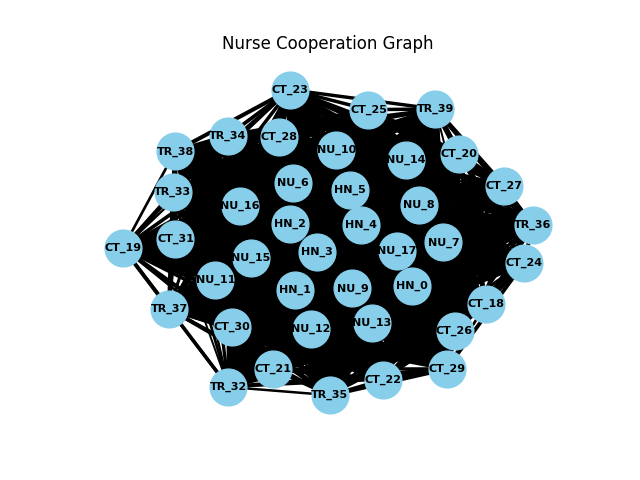 Nurse Cooperation Graph
CT_23
CT_25
TR_39
TR_34
CT_28
TR_38
NU_10
NU_14
CT_20
NU_6
HN_5
CT_27
TR_33
NU_16
NU_8
HN_2
HN_4
TR_36
CT_31
NU_7
CT_19
HN_3
NU_17
NU_15
CT_24
NU_11
HN_1
NU_9
HN_0
CT_18
TR_37
CT_30
NU_12
NU_13
CT_26
CT_21
CT_29
CT_22
TR_32
TR_35